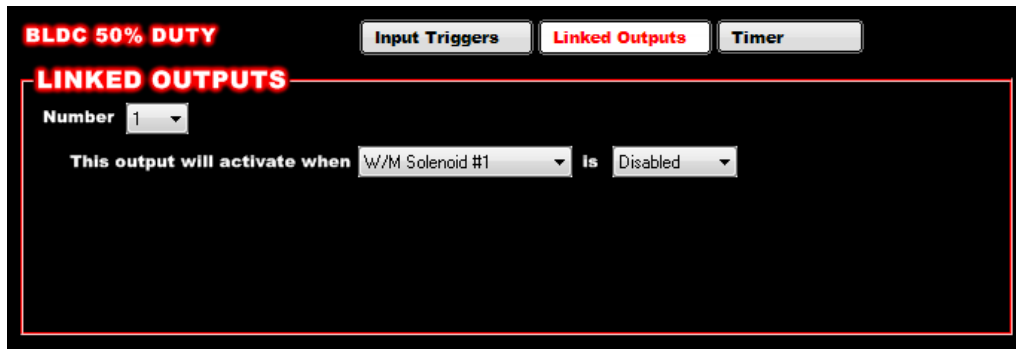 BLDC 50% DUTY Input Triggers Linked Outputs Timer
LINKED OUTPUTS
Number 1
This output will activate when W/M Solenoid #1 is Disabled